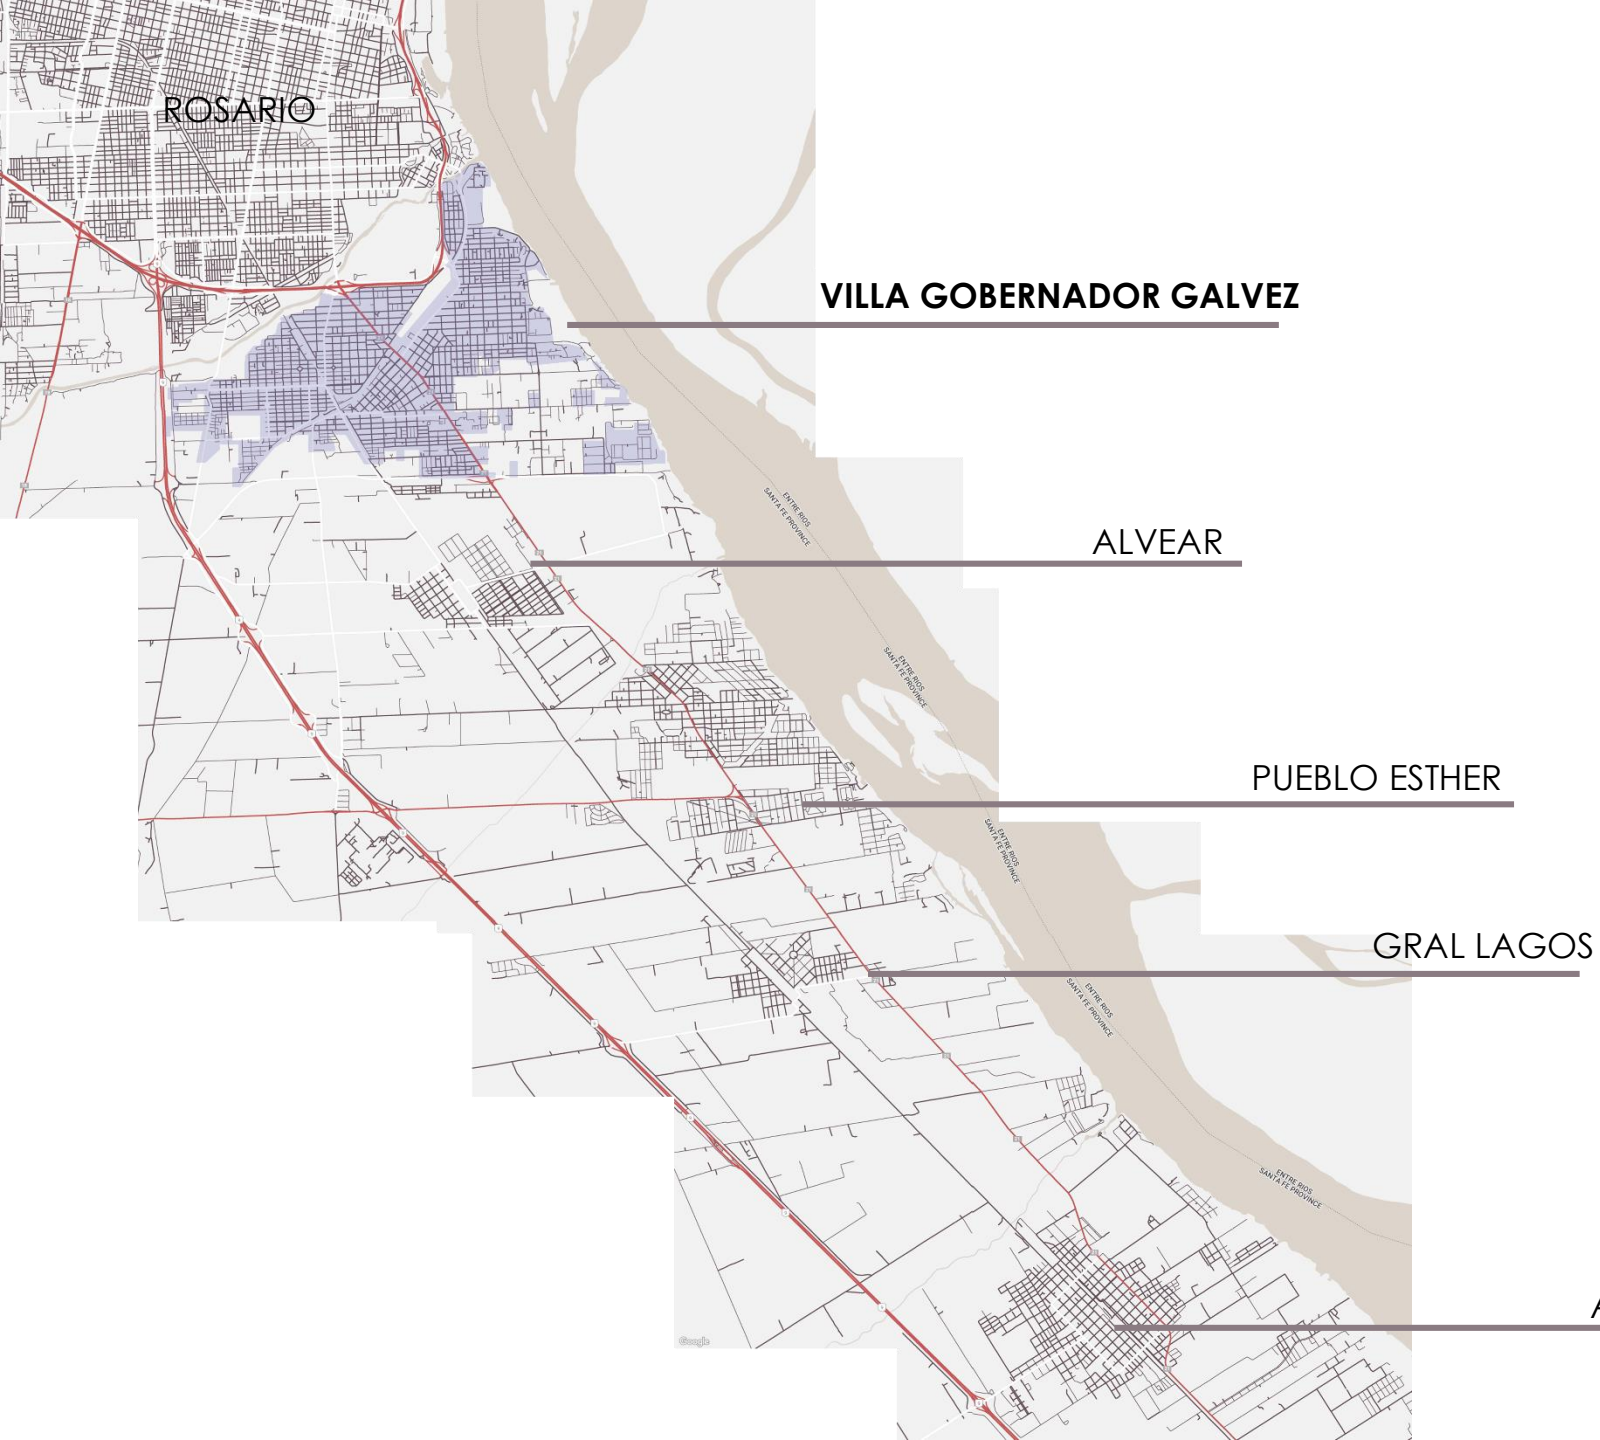 ROSARIO
VILLA GOBERNADOR GALVEZ
ENTRE RIOS
SANTA FE PROVINCE
ALVEAR
ENTRE RIOS
SANTA FE PROVINCE
PUEBLO ESTHER
ENTRE RIOS
SANTA FE PROVINCE
GRAL LAGOS
ENTRE RIOS
SANTA FE PROVINCE
ENTRE RIOS
SANTA FE PROVINCE
A
Google